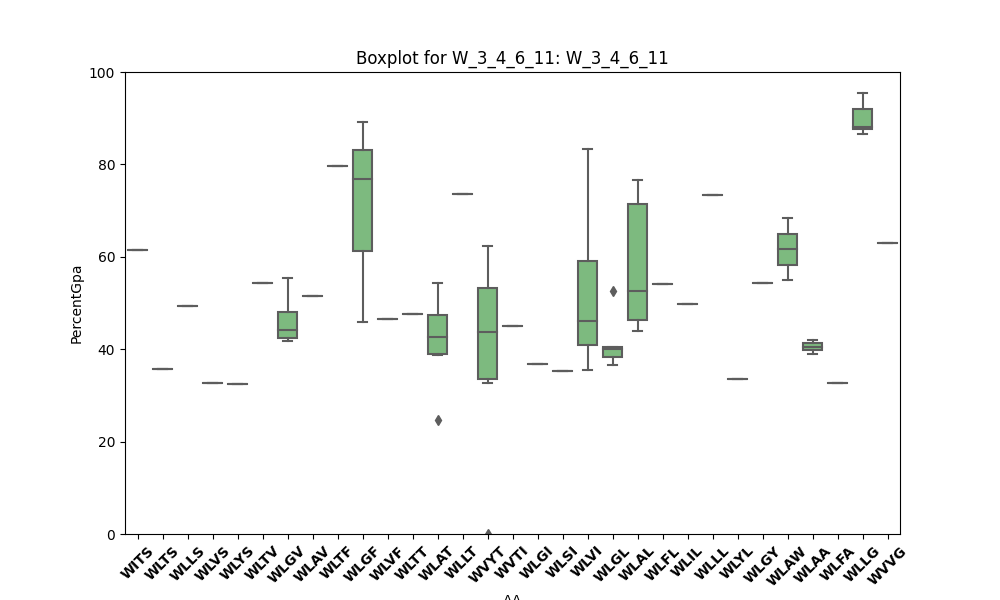 Boxplot for W_3_4_6_11: W_3_4_6_11
PercentGpa
100
80
60
40
20
0
WITS
WLTS
WLLS
WLVS
WLYS
WLTV
WLGV
WLAV
WLTF
WLGF
WLVF
WLTT
WLAT
WLLT
WVYT
WVTI
WLGI
WLSI
WLVI
WLGL
WLAL
WLFL
WLIL
WLLL
WLYL
WLGY
WLAW
WLAA
WLFA
WLLG
WVVG
AA